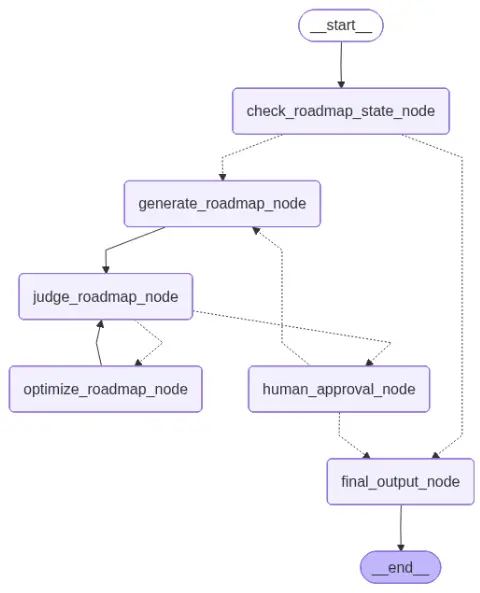 __start__
check_roadmap_state_node
generate_roadmap_node
judge_roadmap_node
optimize_roadmap_node
human_approval_node
final_output_node
__end__